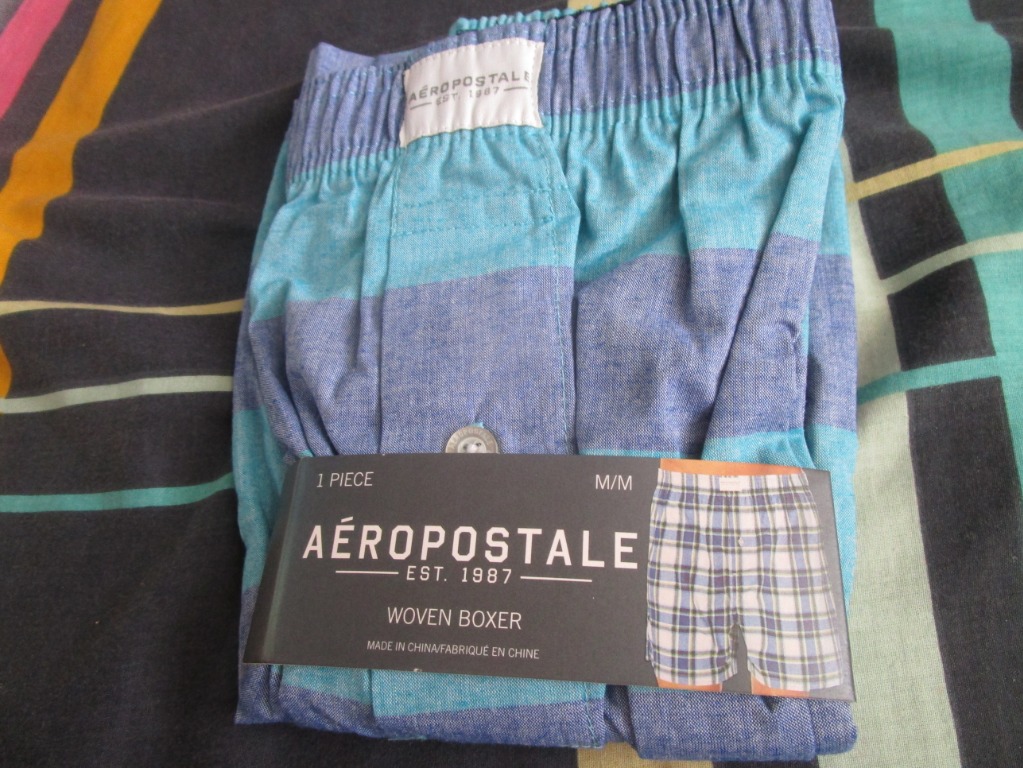 AÉROPOSTALE
EST. 1987
1 PIECE
M/M
AÉROPOSTALE
EST. 1987
WOVEN BOXER
MADE IN CHINA/FABRIQUÉ EN CHINE